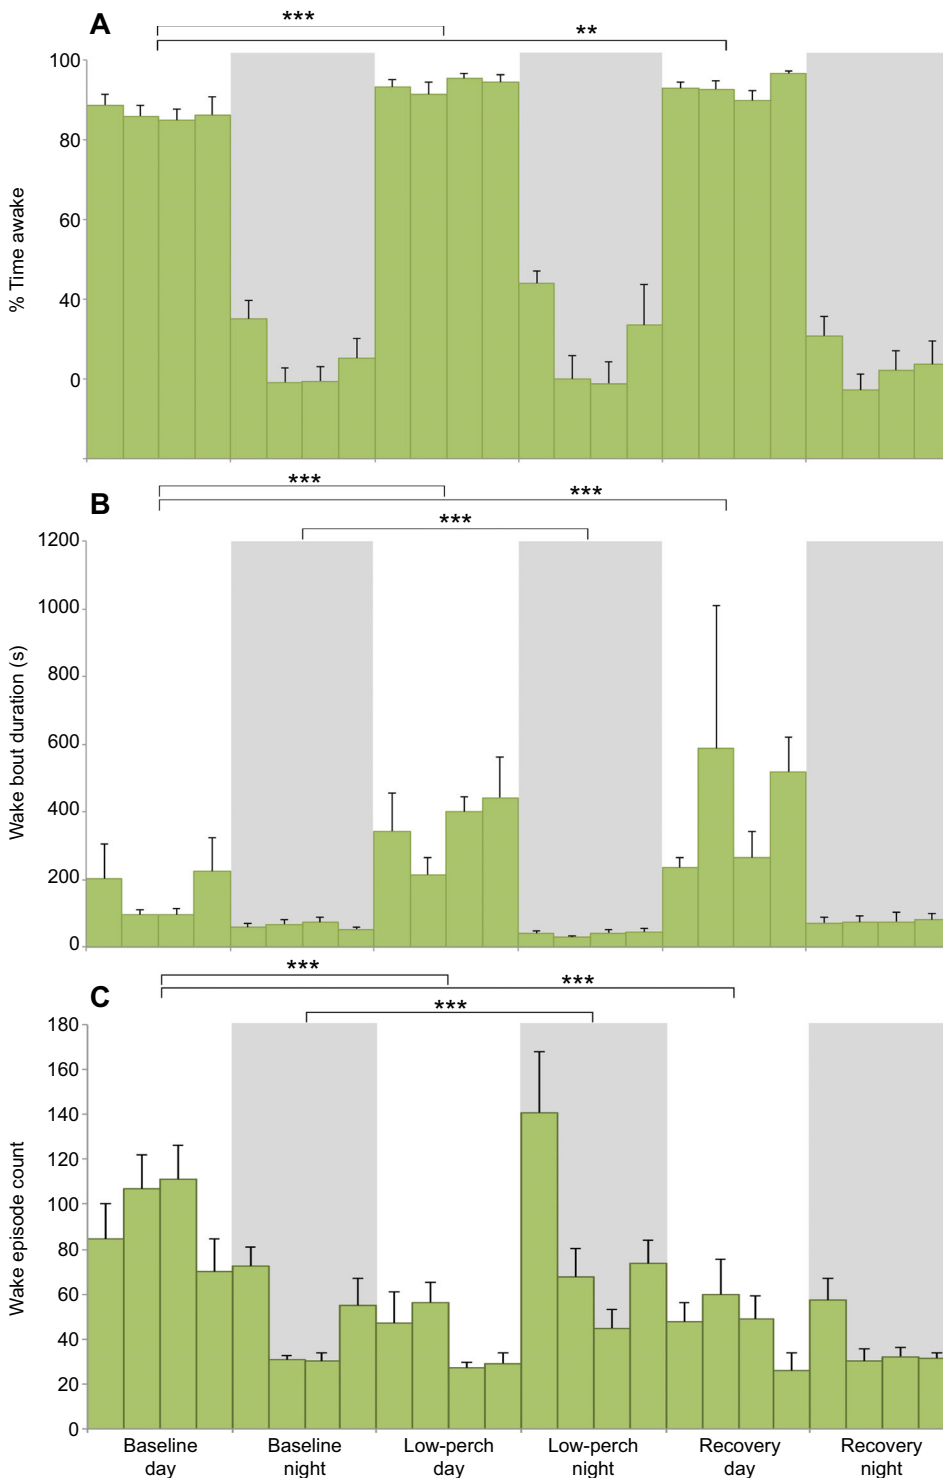 A
***
**
100
80
60
40
0
% Time awake
B
***
***
***
1200
1000
800
600
400
200
0
Wake bout duration (s)
C
***
***
***
180
160
140
120
100
80
60
40
20
0
Wake episode count
Baseline day
Baseline night
Low-perch day
Low-perch night
Recovery day
Recovery night